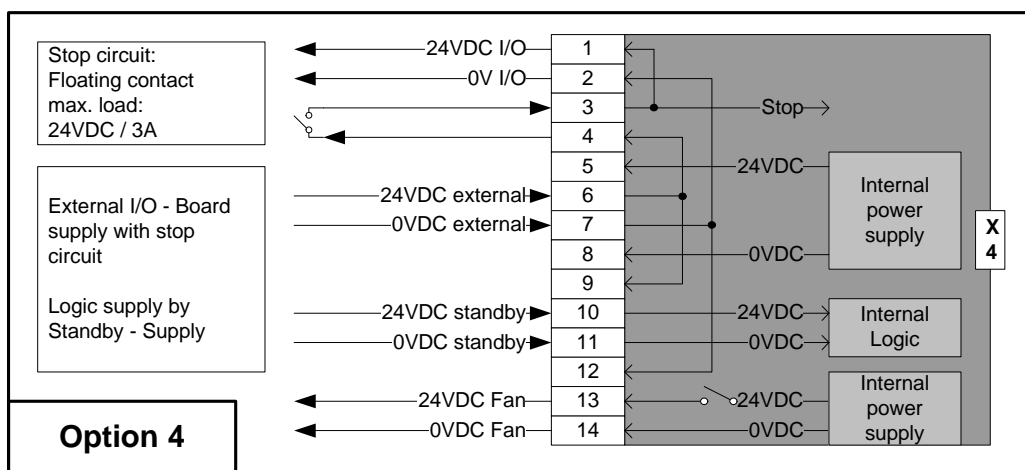 Stop circuit:
Floating contact
max. load:
24VDC / 3A
External I/O - Board
supply with stop
circuit
Logic supply by
Standby - Supply
Option 4
24VDC I/O
0V I/O
24VDC external
0VDC external
24VDC standby
0VDC standby
24VDC Fan
0VDC Fan
1
2
3
4
5
6
7
8
9
10
11
12
13
14
Stop
24VDC
0VDC
24VDC
0VDC
24VDC
0VDC
Internal
power
supply
Internal
Logic
Internal
power
supply
X
4